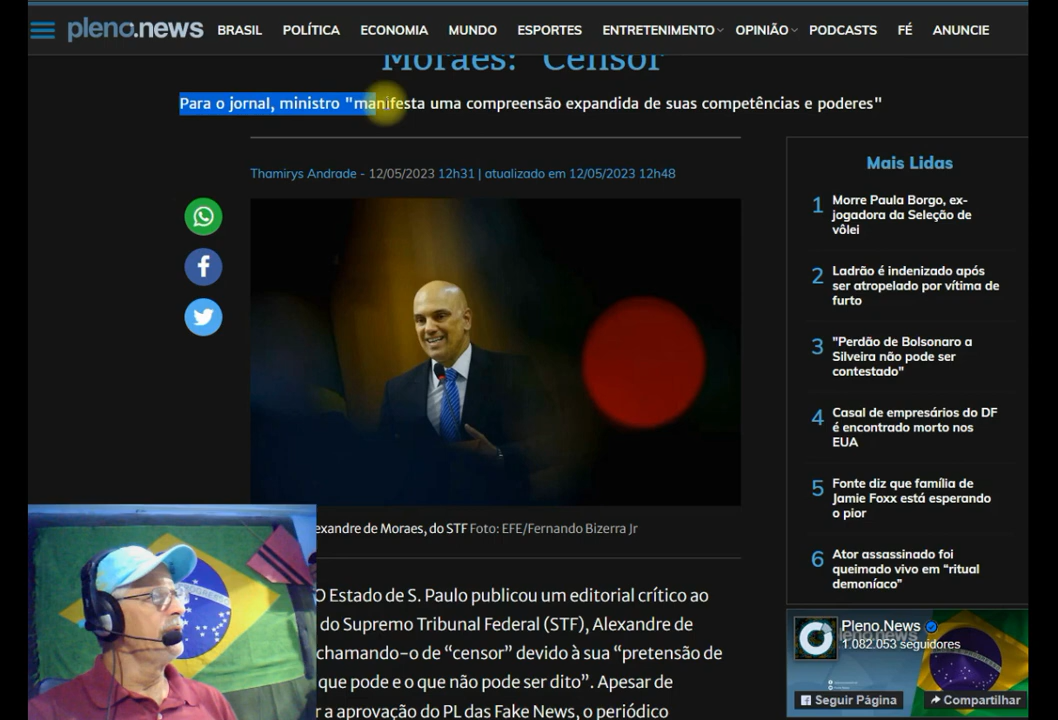 pleno.news BRASIL POLÍTICA ECONOMIA MUNDO ESPORTES ENTRETENIMENTO OPINIÃO PODCASTS FÉ ANUNCIE
Moraes: "Censor"
Para o jornal, ministro "manifesta uma compreensão expandida de suas competências e poderes"
Thamirys Andrade - 12/05/2023 12h31 | atualizado em 12/05/2023 12h48
exandre de Moraes, do STF Foto: EFE/Fernando Bizerra Jr
O Estado de S. Paulo publicou um editorial crítico ao
do Supremo Tribunal Federal (STF), Alexandre de
chamando-o de “censor” devido à sua “pretensão de
que pode e o que não pode ser dito”. Apesar de
r a aprovação do PL das Fake News, o periódico
Mais Lidas
1 Morre Paula Borgo, ex-
jogadora da Seleção de
vôlei
2 Ladrão é indenizado após
ser atropelado por vítima de
furto
3 "Perdão de Bolsonaro a
Silveira não pode ser
contestado"
4 Casal de empresários do DF
é encontrado morto nos
EUA
5 Fonte diz que família de
Jamie Foxx está esperando
o pior
6 Ator assassinado foi
queimado vivo em “ritual
demoníaco”
Pleno.News
1.082.053 seguidores
Seguir Página Compartilhar